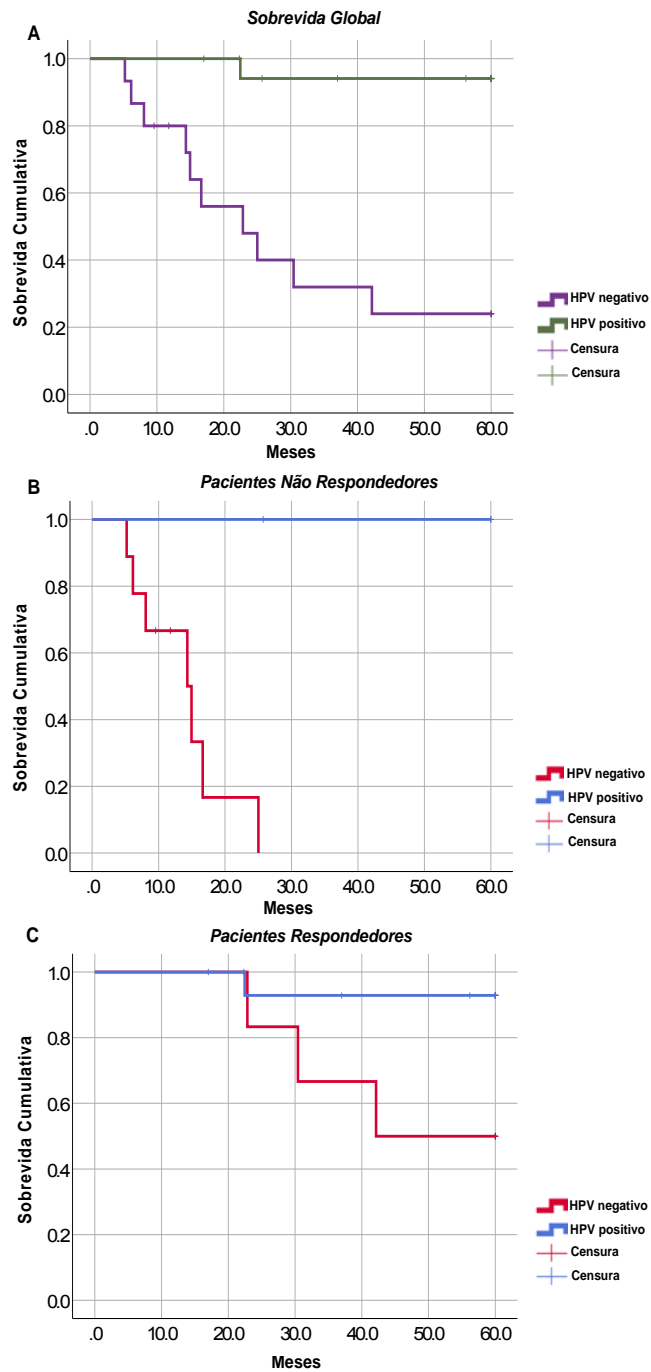 Sobrevida Global
A
1.0
0.8
0.6
0.4
0.2
0.0
Sobrevida Cumulativa
.0 10.0 20.0 30.0 40.0 50.0 60.0
Meses
HPV negativo
HPV positivo
Censura
Censura
Pacientes Não Respondedores
B
1.0
0.8
0.6
0.4
0.2
0.0
Sobrevida Cumulativa
.0 10.0 20.0 30.0 40.0 50.0 60.0
Meses
HPV negativo
HPV positivo
Censura
Censura
C
Pacientes Respondedores
1.0
0.8
0.6
0.4
0.2
0.0
Sobrevida Cumulativa
.0 10.0 20.0 30.0 40.0 50.0 60.0
Meses
HPV negativo
HPV positivo
Censura
Censura